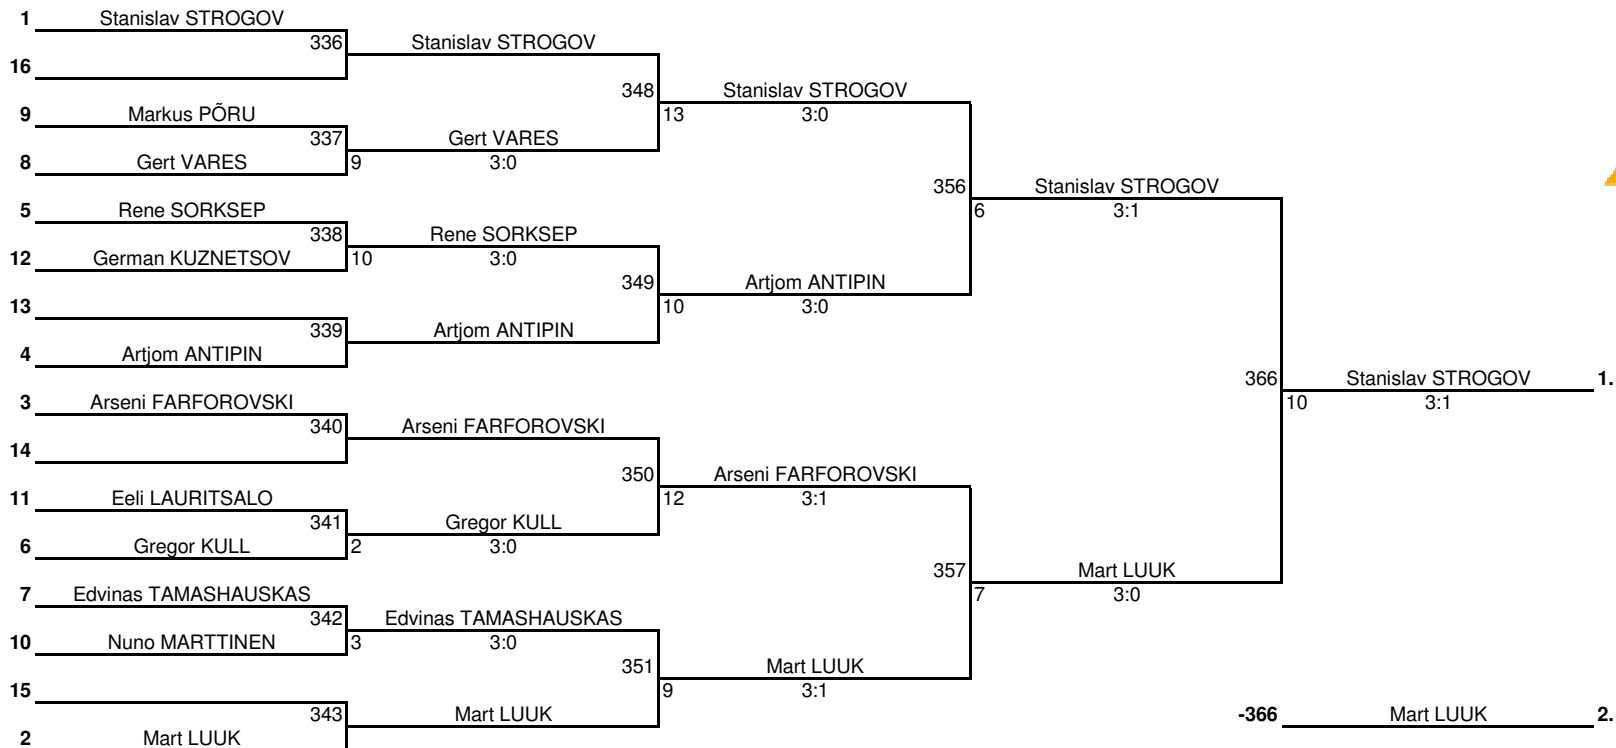 1 Stanislav STROGOV
336 Stanislav STROGOV
16
348 Stanislav STROGOV
9 Markus PÕRU
13 3:0
337 Gert VARES
8 Gert VARES
9 3:0
356 Stanislav STROGOV
5 Rene SORKSEP
6 3:1
338 Rene SORKSEP
12 German KUZNETSOV
10 3:0
349 Artjom ANTIPIN
13
10 3:0
339 Artjom ANTIPIN
4 Artjom ANTIPIN
366 Stanislav STROGOV 1.
3 Arseni FARFOROVSKI
10 3:1
340 Arseni FARFOROVSKI
14
350 Arseni FARFOROVSKI
11 Eeli LAURITSALO
12 3:1
341 Gregor KULL
6 Gregor KULL
2 3:0
357 Mart LUUK
7 Edvinas TAMASHAUSKAS
7 3:0
342 Edvinas TAMASHAUSKAS
10 Nuno MARTTINEN
3 3:0
351 Mart LUUK
15
9 3:1
343 Mart LUUK
-366 Mart LUUK 2.
2 Mart LUUK